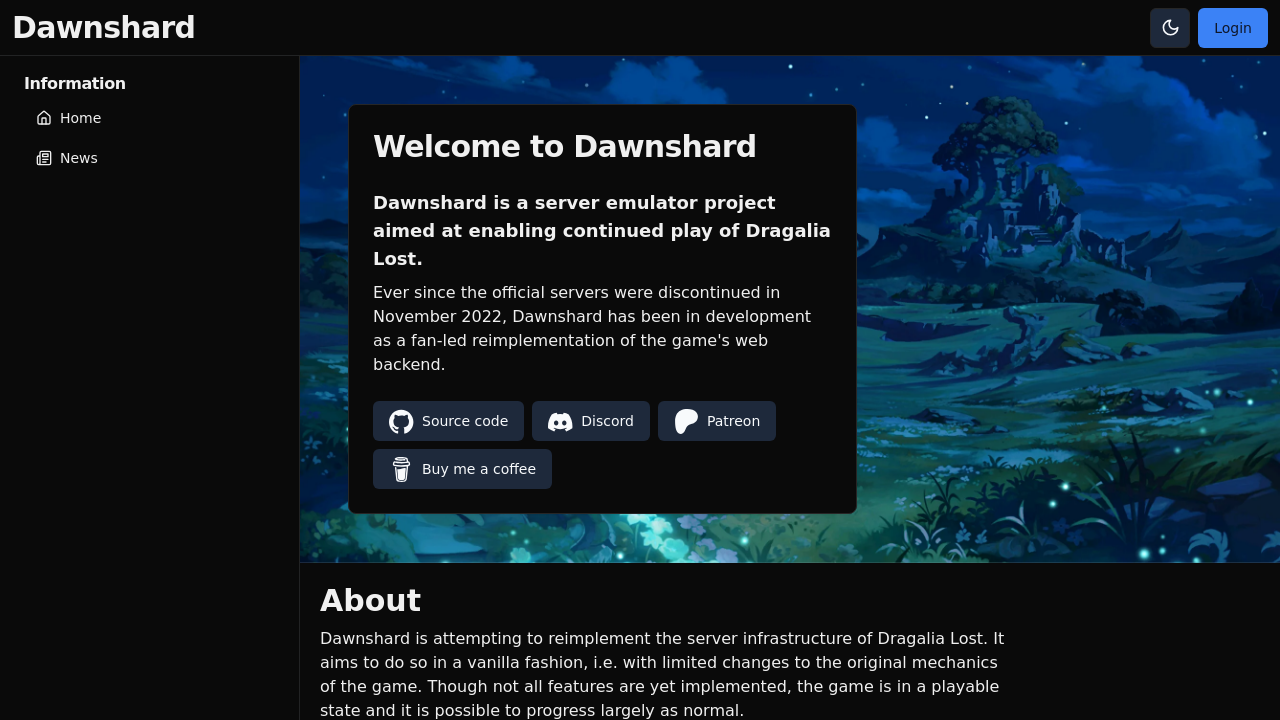 Dawnshard
Login
Information
Home
News
Welcome to Dawnshard
Dawnshard is a server emulator project
aimed at enabling continued play of Dragalia
Lost.
Ever since the official servers were discontinued in
November 2022, Dawnshard has been in development
as a fan-led reimplementation of the game's web
backend.
Source code
Discord
Patreon
Buy me a coffee
About
Dawnshard is attempting to reimplement the server infrastructure of Dragalia Lost. It
aims to do so in a vanilla fashion, i.e. with limited changes to the original mechanics
of the game. Though not all features are yet implemented, the game is in a playable
state and it is possible to progress largely as normal.